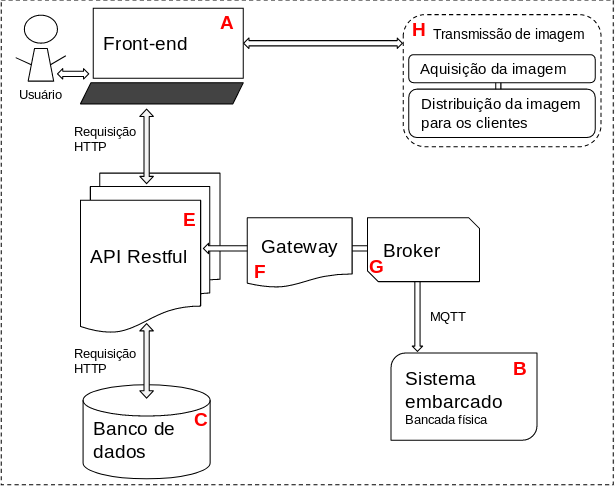 A
Front-end
Usuário
H
Transmissão de imagem
Aquisição da imagem
Distribuição da imagem
para os clientes
Requisição
HTTP
E
API Restful
Gateway
F
Broker
G
MQTT
B
Sistema
embarcado
Bancada física
Requisição
HTTP
C
Banco de
dados